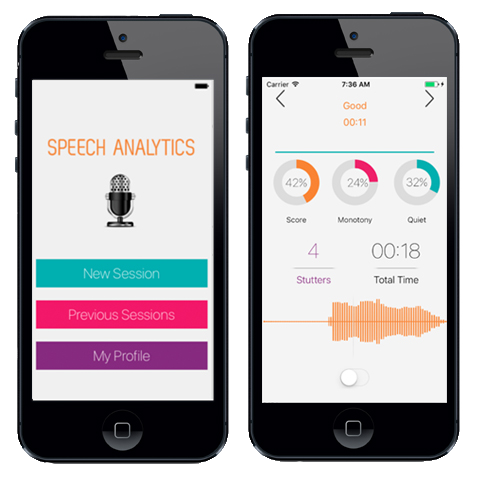 SPEECH ANALYTICS
New Session
Previous Sessions
My Profile
Carrier 7:36 AM
Good
00:11
42% 24% 32%
Score Monotony Quiet
4 00:18
Stutters Total Time